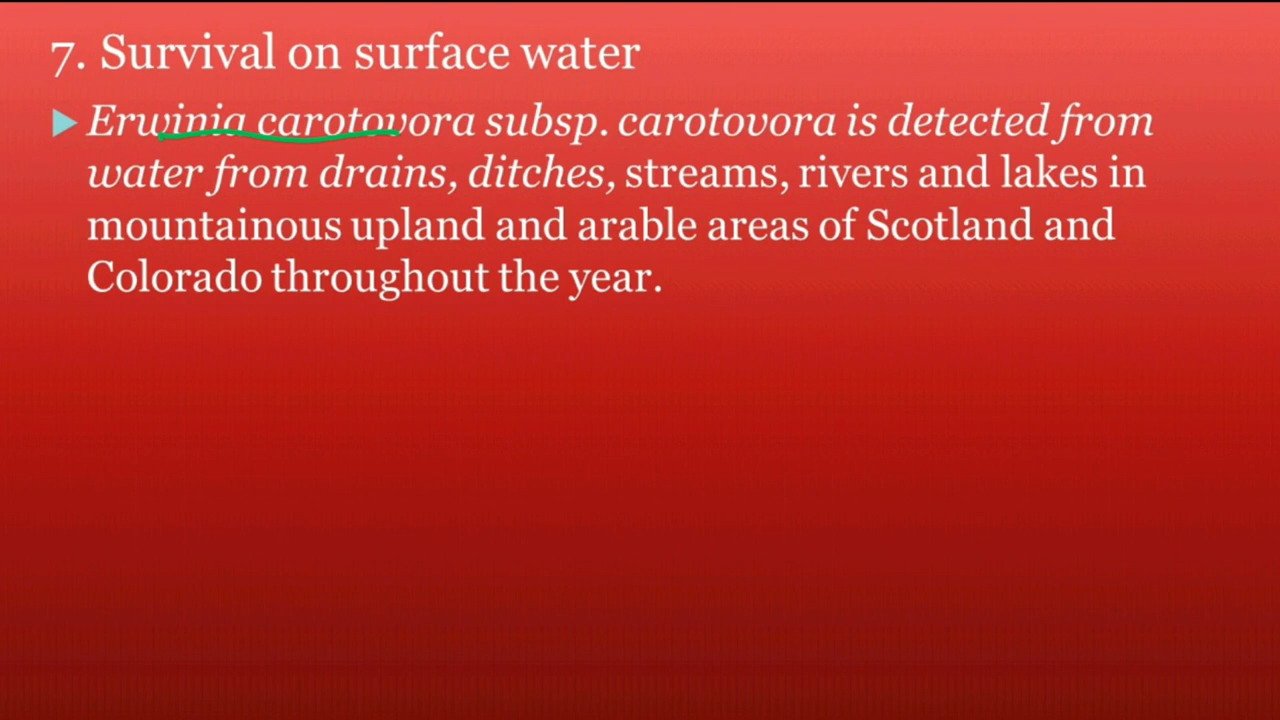 7. Survival on surface water
Erwinia carotovora subsp. carotovora is detected from
water from drains, ditches, streams, rivers and lakes in
mountainous upland and arable areas of Scotland and
Colorado throughout the year.